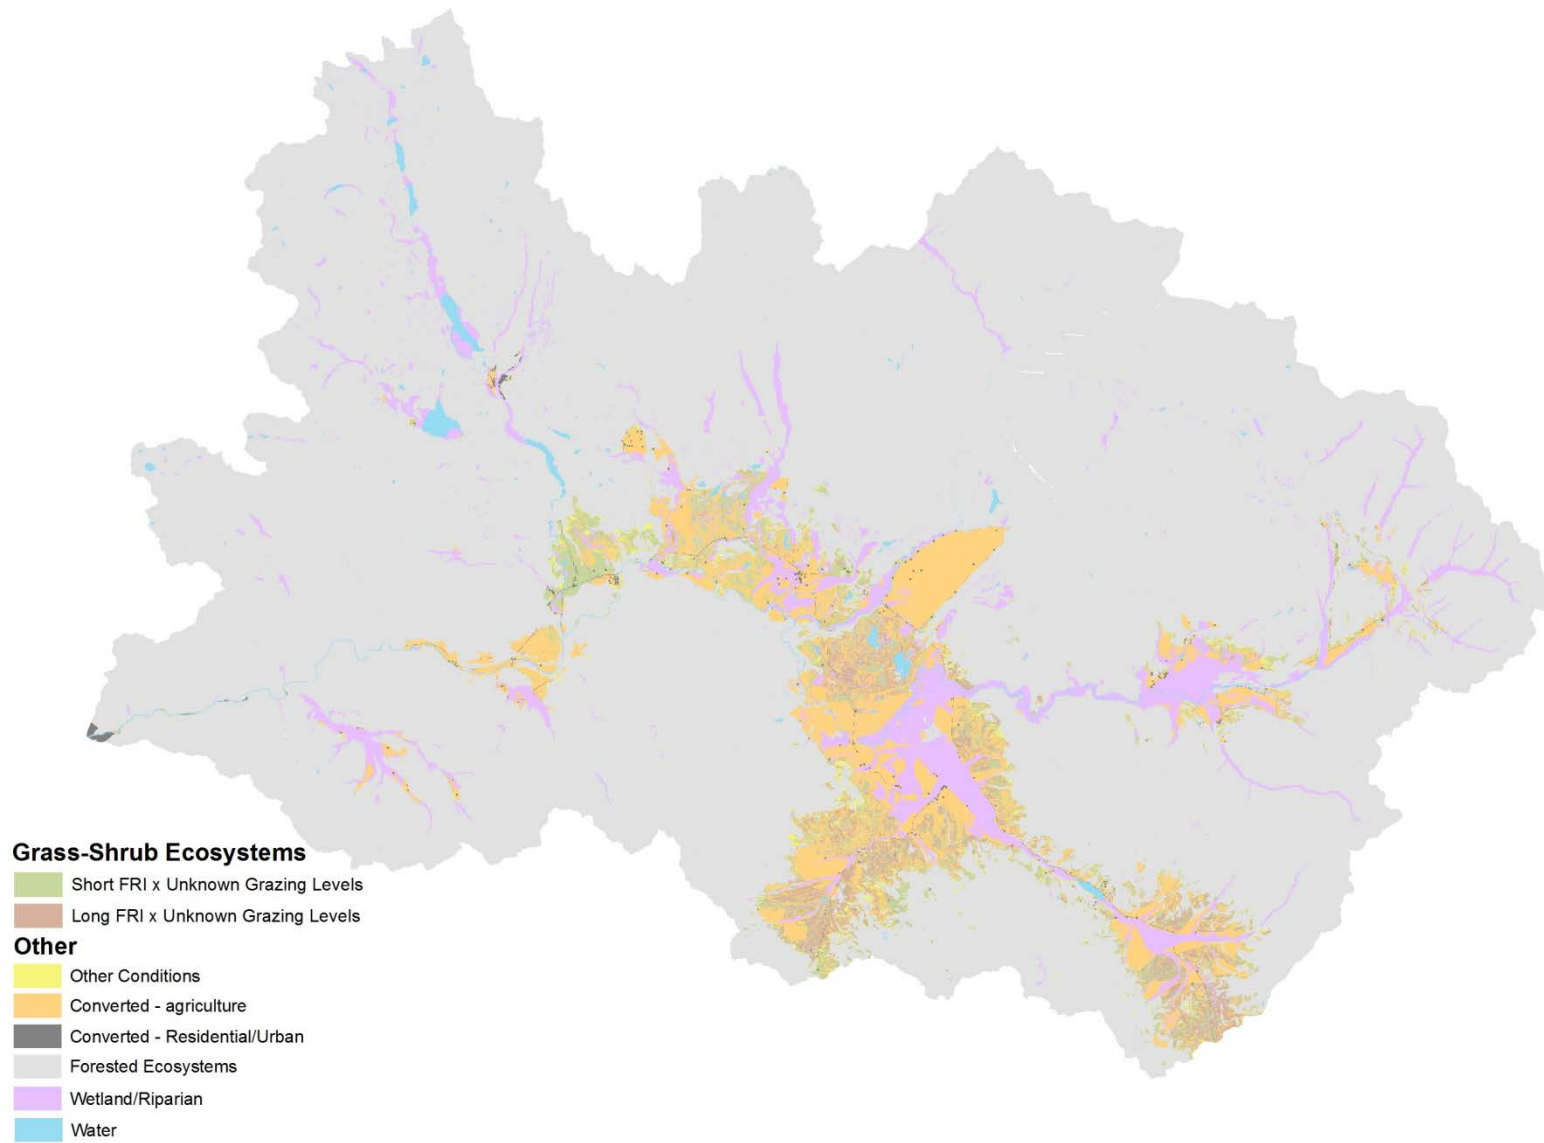 Grass-Shrub Ecosystems
Short FRI x Unknown Grazing Levels
Long FRI x Unknown Grazing Levels
Other
Other Conditions
Converted - agriculture
Converted - Residential/Urban
Forested Ecosystems
Wetland/Riparian
Water